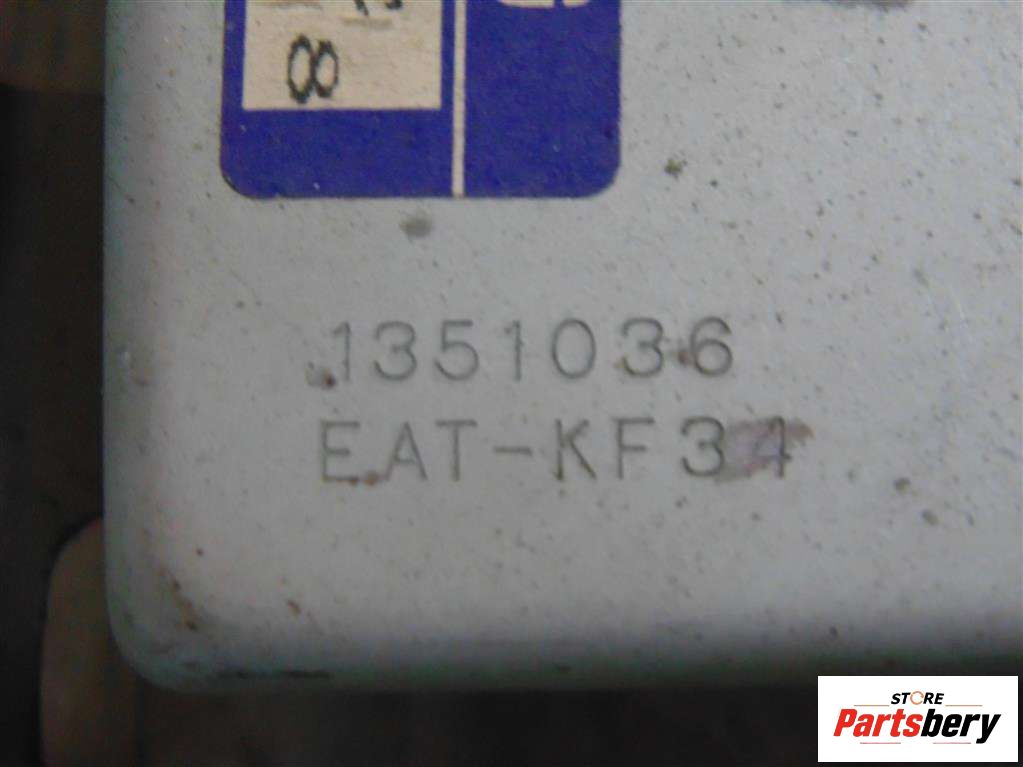 8
1351036
EAT-KF34
STORE
Partsbery